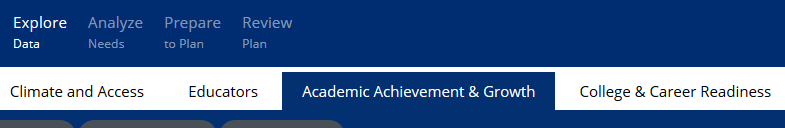 Explore Analyze Prepare Review
Data Needs to Plan Plan
Climate and Access Educators Academic Achievement & Growth College & Career Readiness